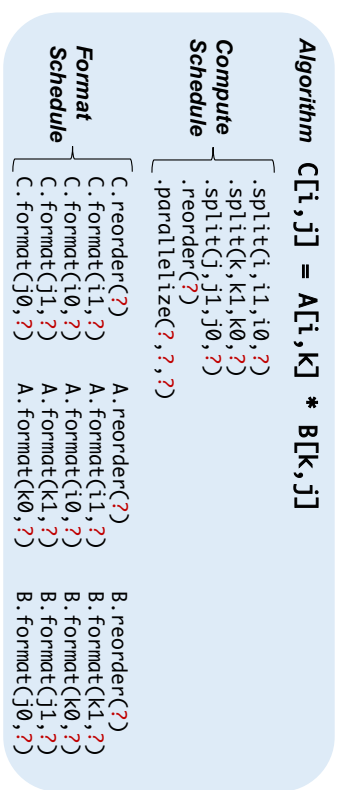 Algorithm C[i,j] = A[i,k] * B[k,j]
Compute
Schedule
.split(i,i1,i0,?)
.split(k,k1,k0,?)
.split(j,j1,j0,?)
.reorder(?)
.parallelize(?,?,?)
Format
Schedule
C.reorder(?) A.reorder(?) B.reorder(?)
C.format(i1,?) A.format(i1,?) B.format(k1,?)
C.format(i0,?) A.format(i0,?) B.format(k0,?)
C.format(j1,?) A.format(k1,?) B.format(j1,?)
C.format(j0,?) A.format(k0,?) B.format(j0,?)